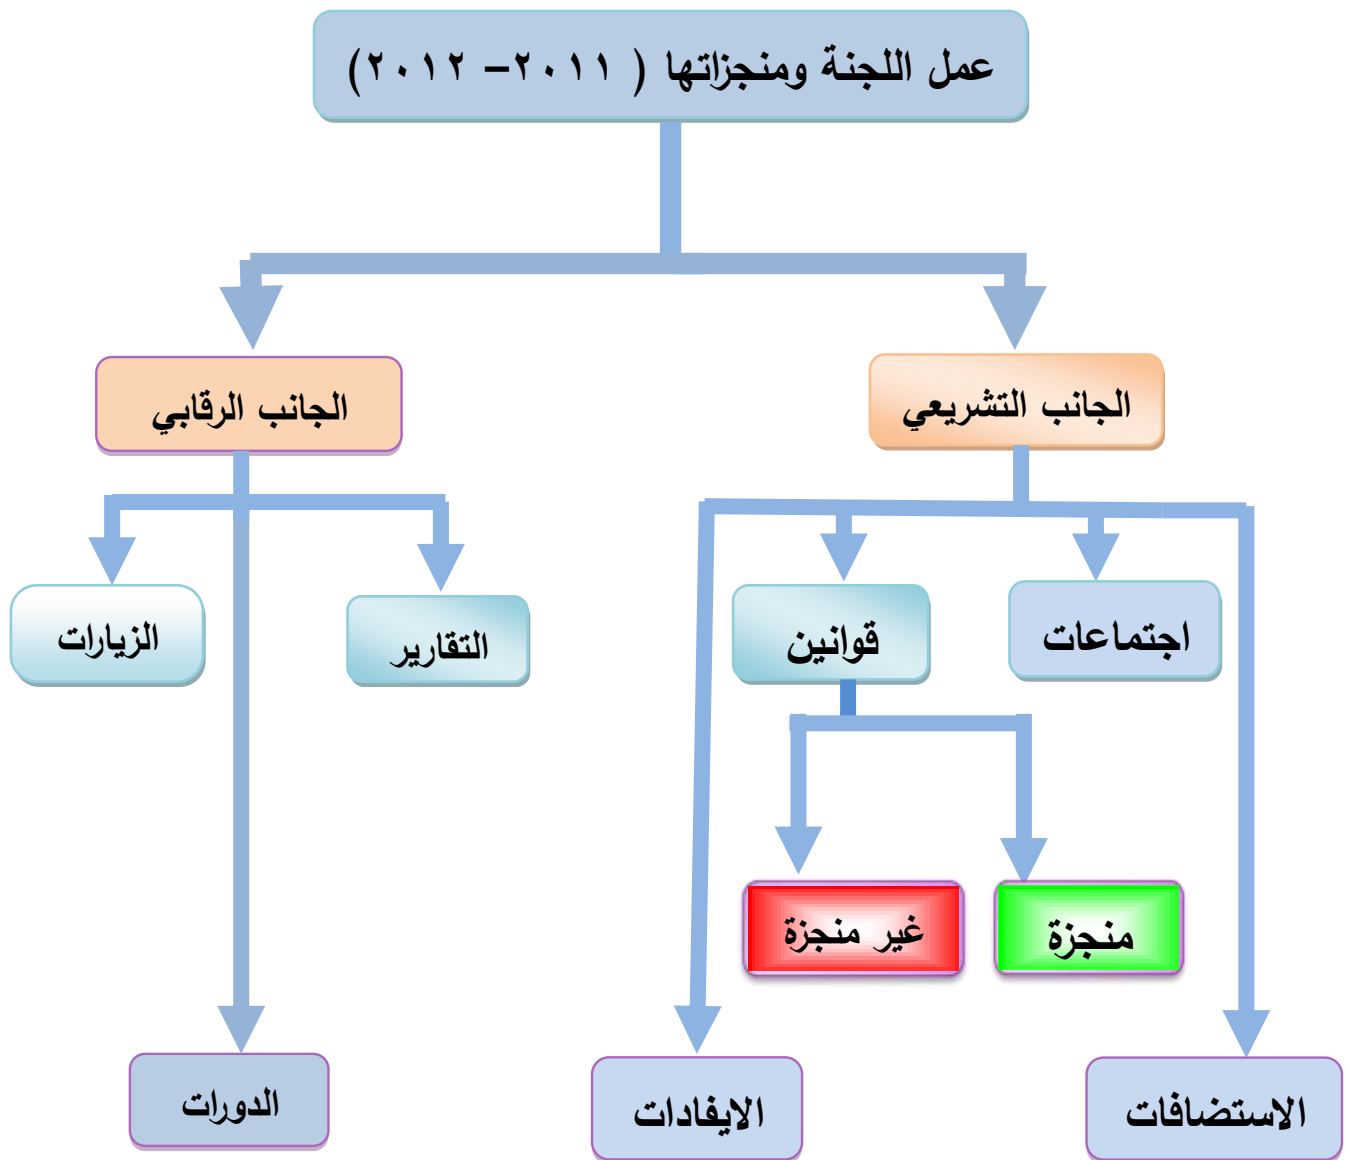 عمل اللجنة ومنجزاتها ( ٢٠١١– ٢٠١٢)
الجانب التشريعي
الجانب الرقابي
اجتماعات
قوانين
التقارير
الزيارات
منجزة
غير منجزة
الاستضافات
الايفادات
الدورات